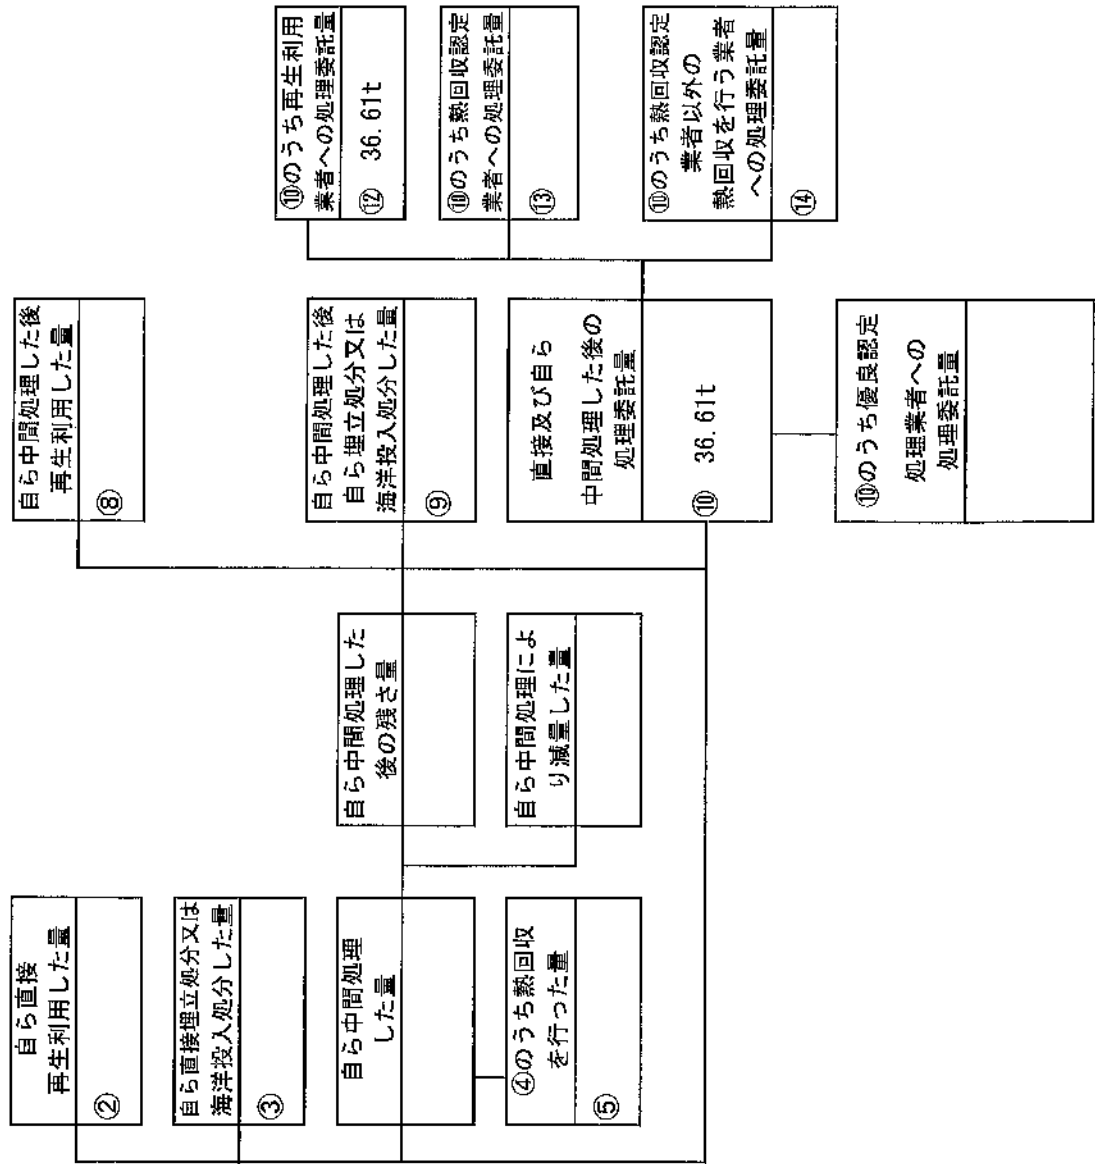 自ら直接
再生利用した量
②
自ら直接埋立処分又は
海洋投入処分した量
③
自ら中間処理
した量
④のうち熱回収
を行った量
⑤
自ら中間処理した
後の残さ量
自ら中間処理によ
り減量した量
自ら中間処理した後
再生利用した量
⑧
自ら中間処理した後
自ら埋立処分又は
海洋投入処分した量
⑨
直接及び自ら
中間処理した後の
処理委託量
⑩ 36.61t
⑩のうち優良認定
処理業者への
処理委託量
⑩のうち再生利用
業者への処理委託量
⑫ 36.61t
⑩のうち熱回収認定
業者への処理委託量
⑬
⑩のうち熱回収認定
業者以外の
熱回収を行う業者
への処理委託量
⑭